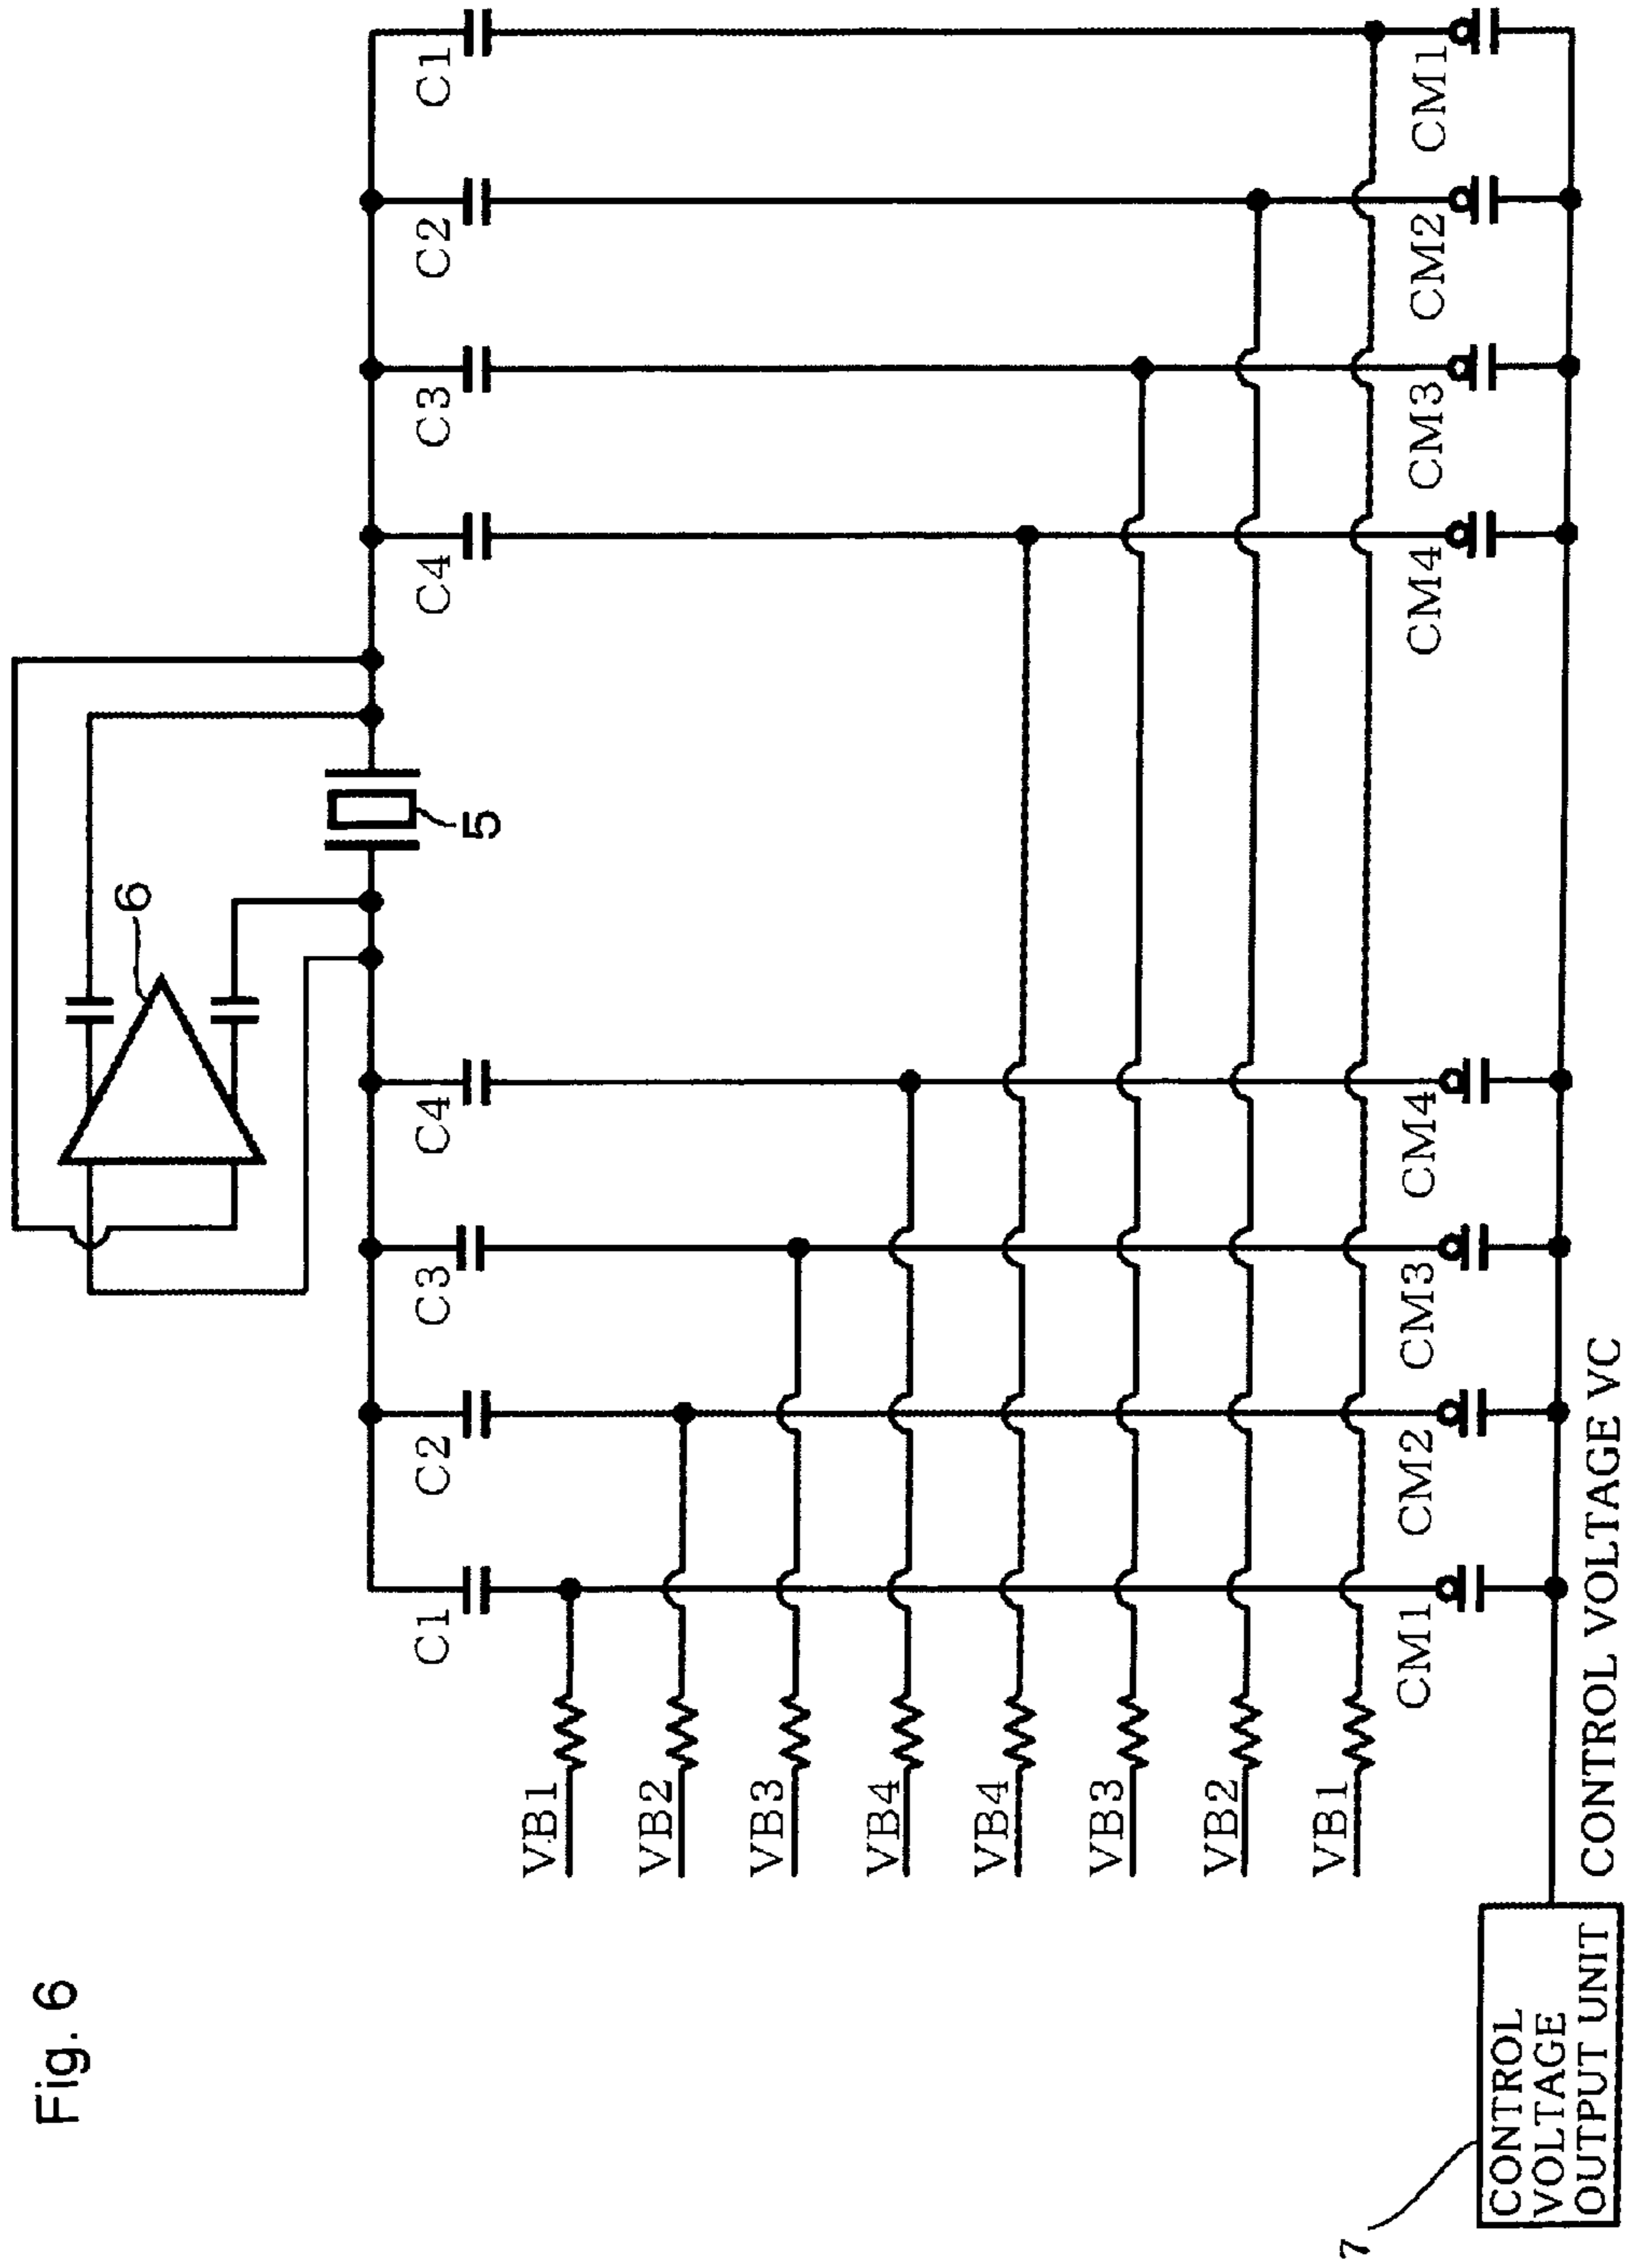 Fig. 6
6
5
C1
C2
C3
C4
C4
C3
C2
C1
VB1
VB2
VB3
VB4
VB4
VB3
VB2
VB1
CM1
CM2
CM3
CM4
CM4
CM3
CM2
CM1
7
CONTROL
VOLTAGE
OUTPUT UNIT
CONTROL VOLTAGE VC